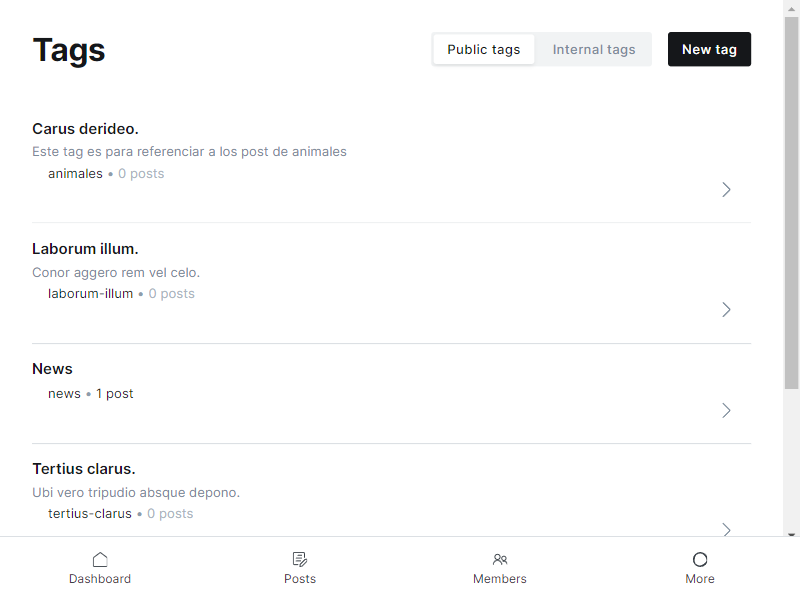 Tags
Public tags
Internal tags
New tag
Carus derideo.
Este tag es para referenciar a los post de animales
animales • 0 posts
Laborum illum.
Conor aggero rem vel celo.
laborum-illum • 0 posts
News
news • 1 post
Tertius clarus.
Ubi vero tripudio absque depono.
tertius-clarus • 0 posts
Dashboard
Posts
Members
More